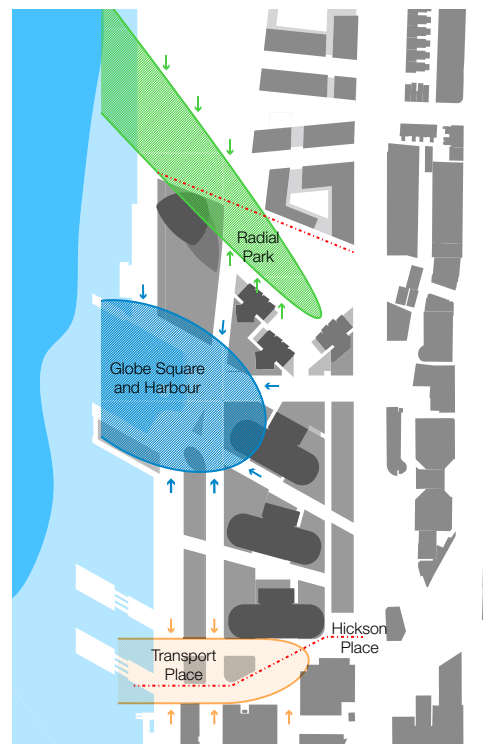 Radial
Park
Globe Square
and Harbour
Hickson
Place
Transport
Place